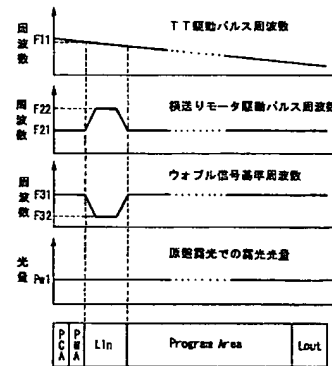 TT駆動パルス周波数
周波数
F11
横送りモータ駆動パルス周波数
周波数
F22
F21
ウォブル信号基準周波数
周波数
F31
F32
原盤露光での露光光量
光量
Pw1
PCA
PMA
Lin
Program Area
Lout